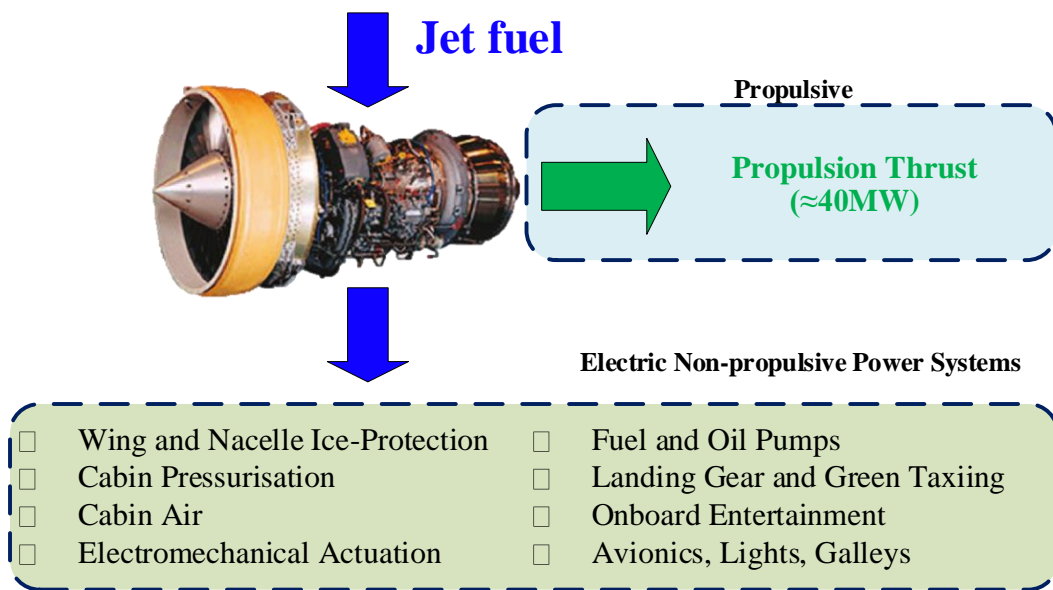 Jet fuel
Propulsive
Propulsion Thrust
(≈40MW)
Electric Non-propulsive Power Systems
Wing and Nacelle Ice-Protection
Cabin Pressurisation
Cabin Air
Electromechanical Actuation
Fuel and Oil Pumps
Landing Gear and Green Taxiing
Onboard Entertainment
Avionics, Lights, Galleys